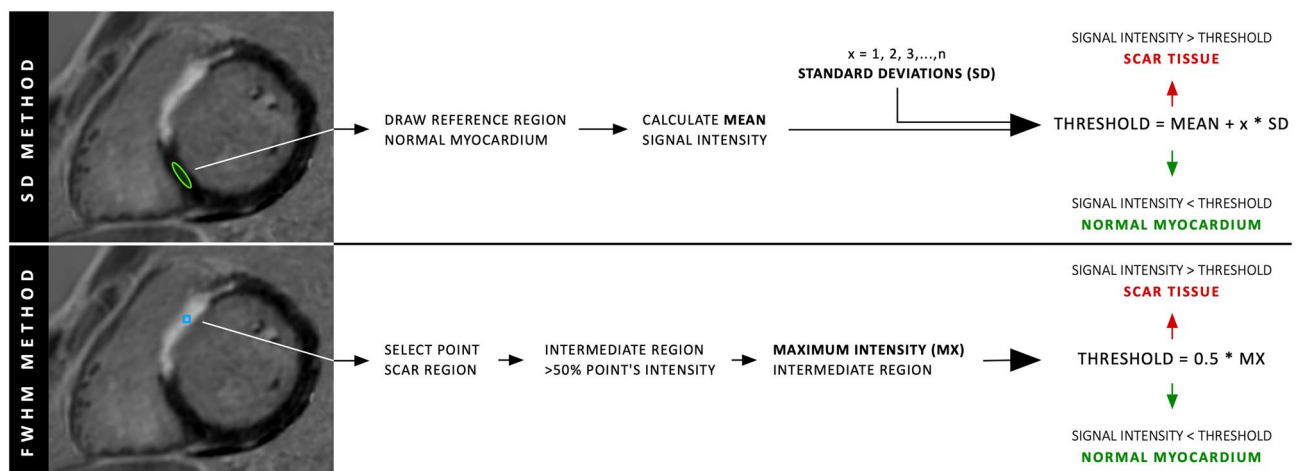 SD METHOD
DRAW REFERENCE REGION
NORMAL MYOCARDIUM
CALCULATE MEAN
SIGNAL INTENSITY
x = 1, 2, 3,...,n
STANDARD DEVIATIONS (SD)
SIGNAL INTENSITY > THRESHOLD
SCAR TISSUE
THRESHOLD = MEAN + x * SD
SIGNAL INTENSITY < THRESHOLD
NORMAL MYOCARDIUM
FWHM METHOD
SELECT POINT
SCAR REGION
INTERMEDIATE REGION
>50% POINT'S INTENSITY
MAXIMUM INTENSITY (MX)
INTERMEDIATE REGION
SIGNAL INTENSITY > THRESHOLD
SCAR TISSUE
THRESHOLD = 0.5 * MX
SIGNAL INTENSITY < THRESHOLD
NORMAL MYOCARDIUM